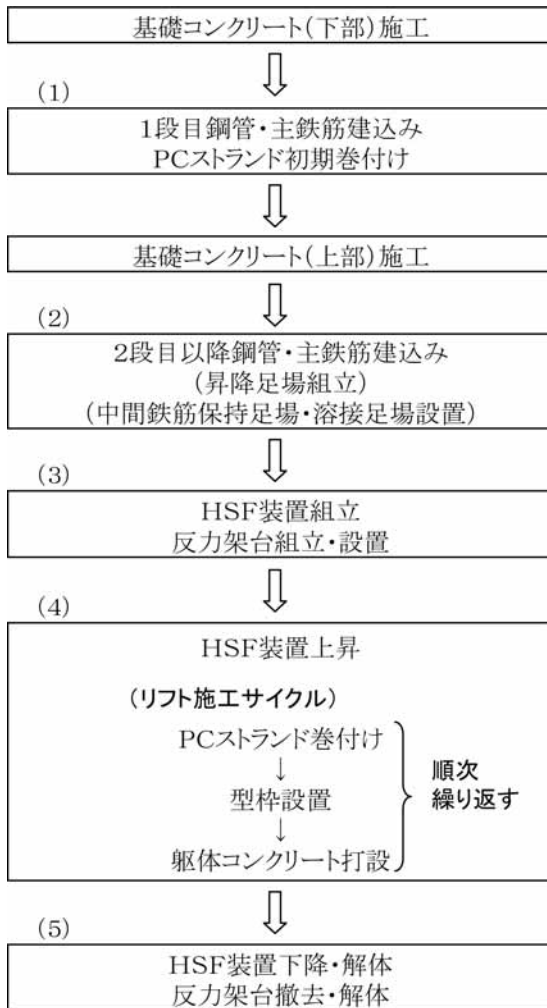 基礎コンクリート(下部)施工
(1)
1段目鋼管・主鉄筋建込み
PCストランド初期巻付け
基礎コンクリート(上部)施工
(2)
2段目以降鋼管・主鉄筋建込み
(昇降足場組立)
(中間鉄筋保持足場・溶接足場設置)
(3)
HSF装置組立
反力架台組立・設置
(4)
HSF装置上昇
(リフト施工サイクル)
PCストランド巻付け
↓
型枠設置
↓
躯体コンクリート打設
順次
繰り返す
(5)
HSF装置下降・解体
反力架台撤去・解体